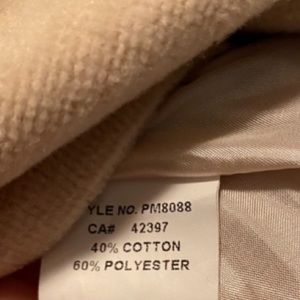 YLE NO. PM8088
CA# 42397
40% COTTON
60% POLYESTER